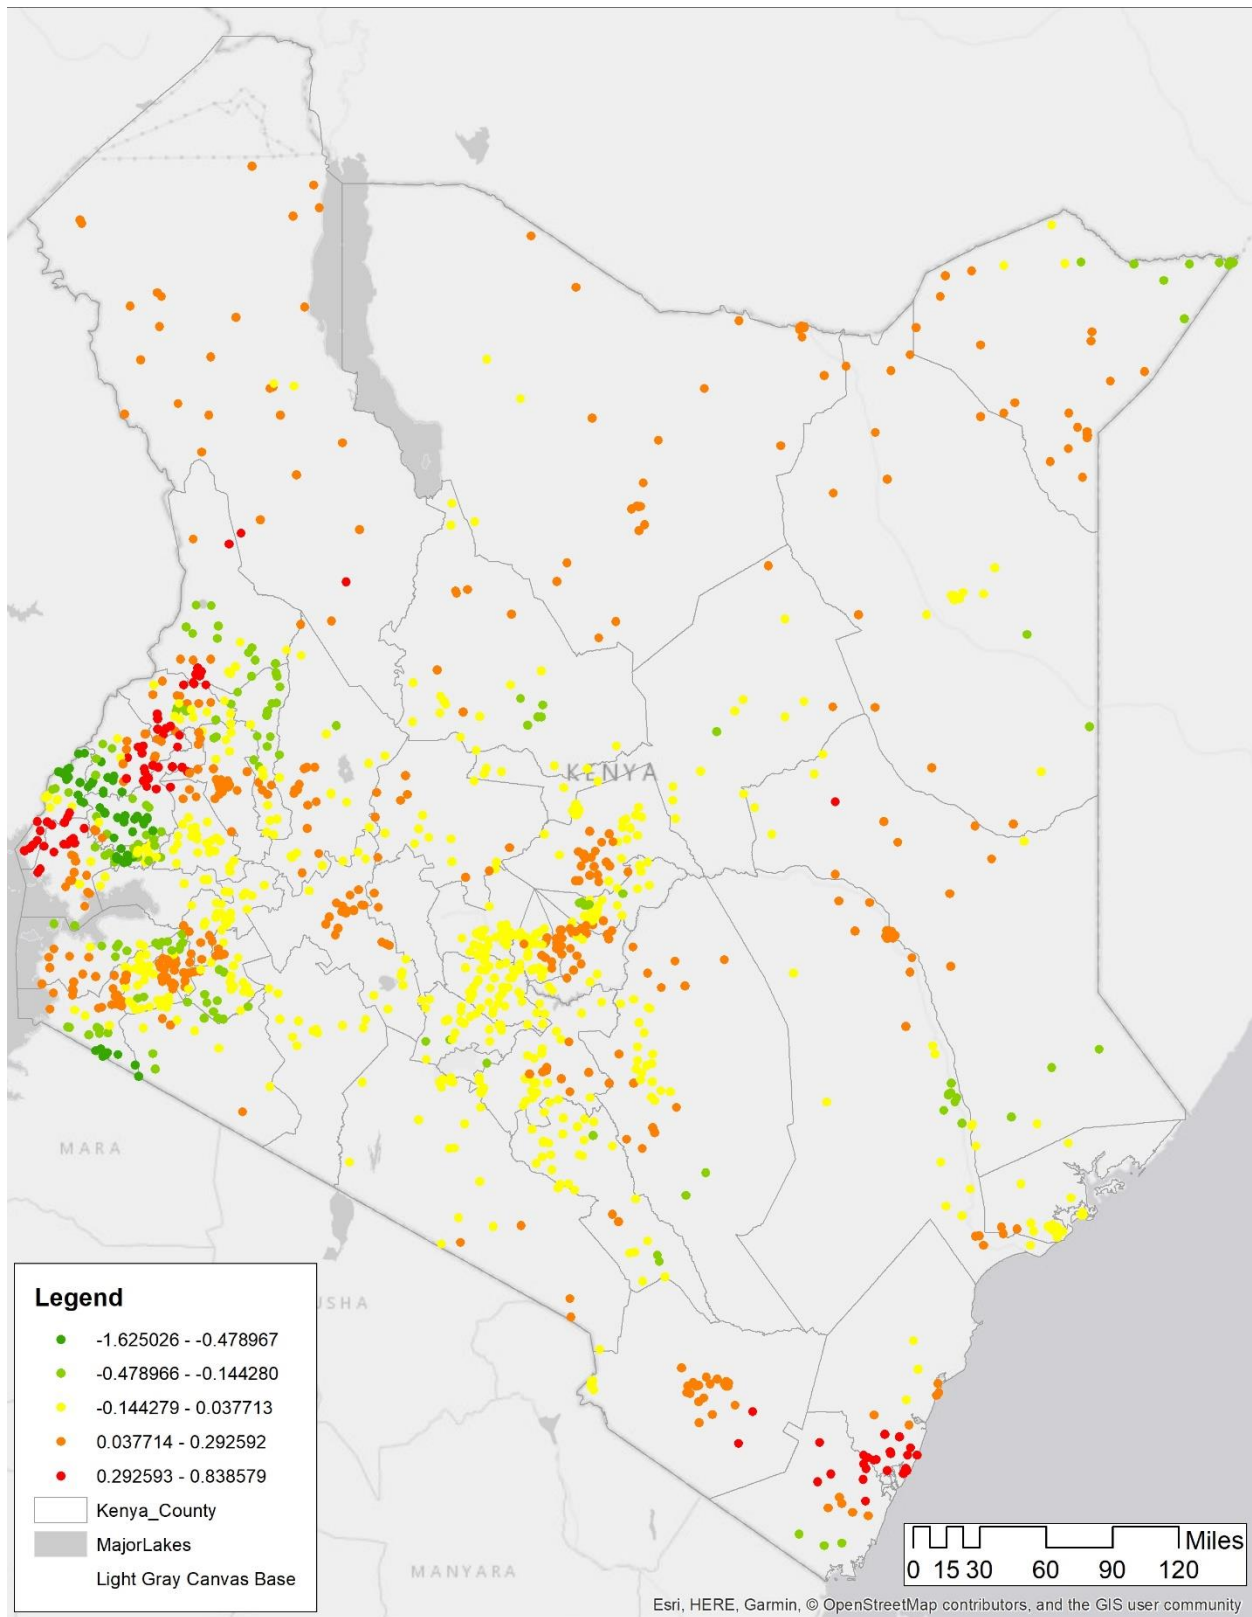 KENYA
MARA
USHA
MANYARA
Legend
-1.625026 - -0.478967
-0.478966 - -0.144280
-0.144279 - 0.037713
0.037714 - 0.292592
0.292593 - 0.838579
Kenya_County
MajorLakes
Light Gray Canvas Base
Miles
0 15 30 60 90 120
Esri, HERE, Garmin, © OpenStreetMap contributors, and the GIS user community